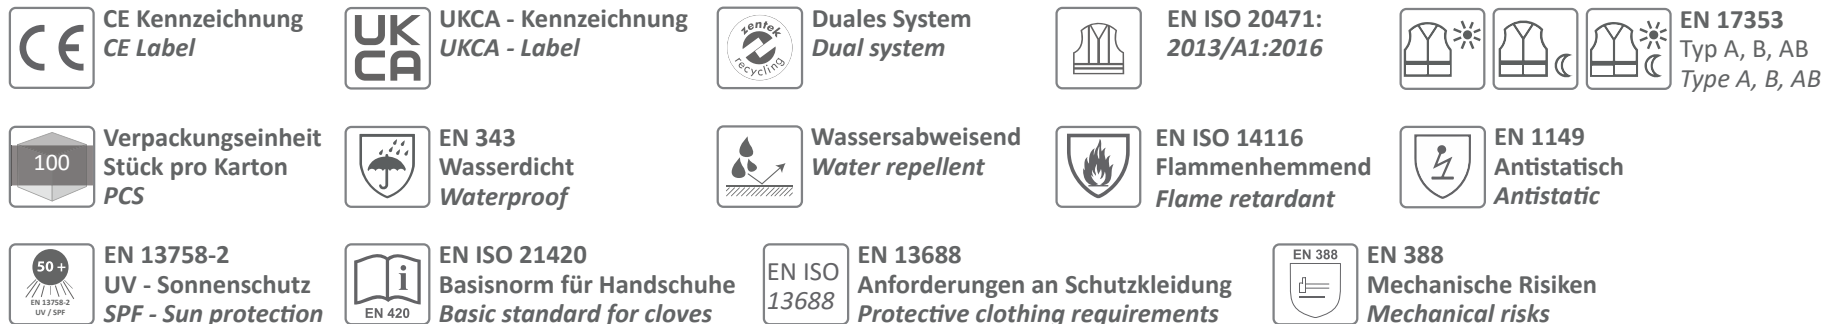 CE
CE Kennzeichnung
CE Label
UK
CA
UKCA - Kennzeichnung
UKCA - Label
zentek
recycling
Duales System
Dual system
EN ISO 20471:
2013/A1:2016
EN 17353
Typ A, B, AB
Type A, B, AB
100
Verpackungseinheit
Stück pro Karton
PCS
EN 343
Wasserdicht
Waterproof
Wassersabweisend
Water repellent
EN ISO 14116
Flammenhemmend
Flame retardant
EN 1149
Antistatisch
Antistatic
50 +
EN 13758-2
UV / SPF
EN 13758-2
UV - Sonnenschutz
SPF - Sun protection
i
EN 420
EN ISO 21420
Basisnorm für Handschuhe
Basic standard for cloves
EN ISO
13688
EN 13688
Anforderungen an Schutzkleidung
Protective clothing requirements
EN 388
EN 388
Mechanische Risiken
Mechanical risks